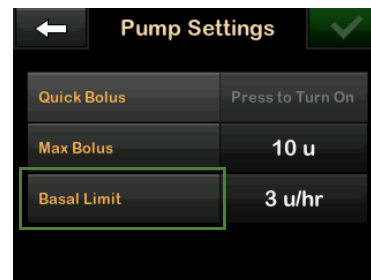 Pump Settings
Quick Bolus Press to Turn On
Max Bolus 10 u
Basal Limit 3 u/hr